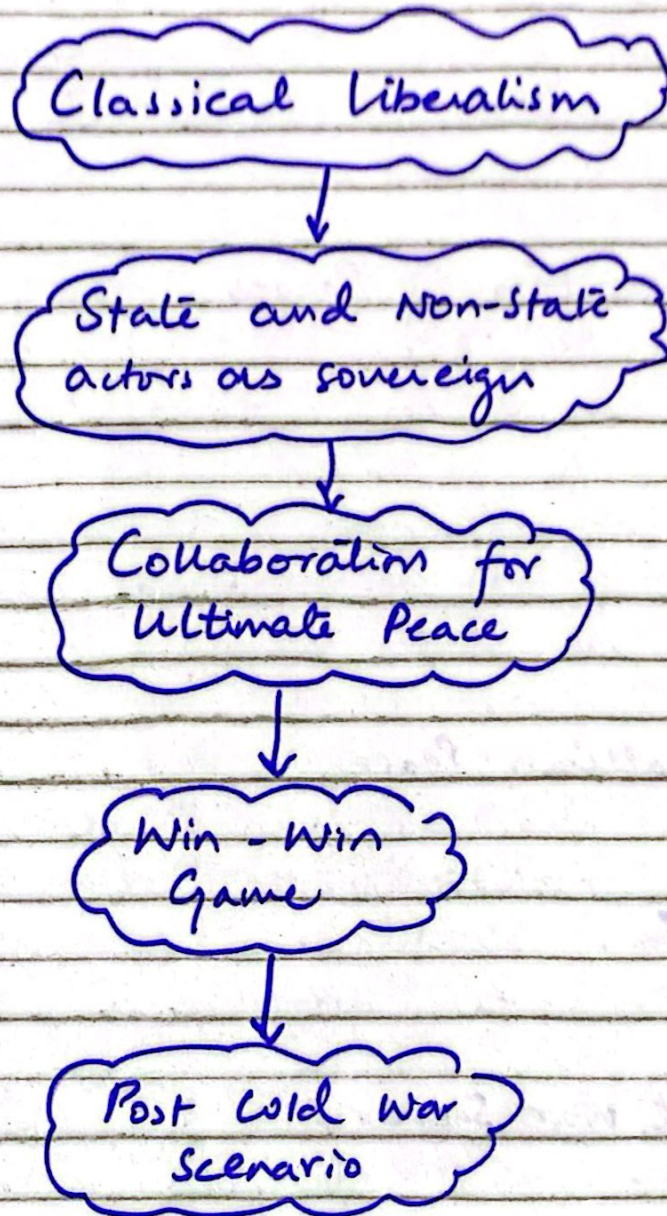 Classical Liberalism
State and Non-State
actors as sovereign
Collaboration for
Ultimate Peace
Win - Win
Game
Post Cold War
scenario